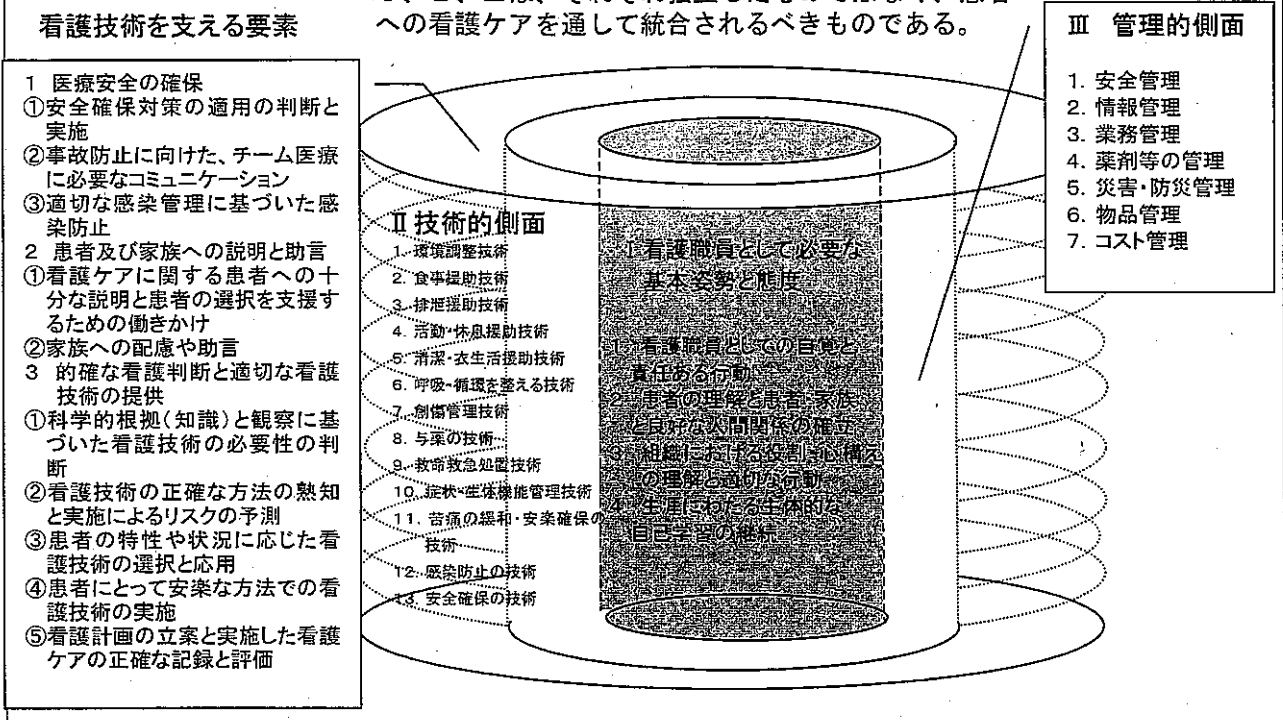 看護技術を支える要素
への看護ケアを通して統合されるべきものである。
1 医療安全の確保
①安全確保対策の適用の判断と
実施
②事故防止に向けた、チーム医療
に必要なコミュニケーション
③適切な感染管理に基づいた感
染防止
2 患者及び家族への説明と助言
①看護ケアに関する患者への十
分な説明と患者の選択を支援す
るための働きかけ
②家族への配慮や助言
3 的確な看護判断と適切な看護
技術の提供
①科学的根拠(知識)と観察に基
づいた看護技術の必要性の判
断
②看護技術の正確な方法の熟知
と実施によるリスクの予測
③患者の特性や状況に応じた看
護技術の選択と応用
④患者にとって安楽な方法での看
護技術の実施
⑤看護計画の立案と実施した看護
ケアの正確な記録と評価
Ⅱ 技術的側面
1. 環境調整技術
2. 食事援助技術
3. 排泄援助技術
4. 活動・休息援助技術
5. 清潔・衣生活援助技術
6. 呼吸・循環を整える技術
7. 創傷管理技術
8. 与薬の技術
9. 救命救急処置技術
10. 症状・生体機能管理技術
11. 苦痛の緩和・安楽確保の
技術
12. 感染防止の技術
13. 安全確保の技術
Ⅰ 看護職員として必要な
基本姿勢と態度
1 看護職員としての自覚と
責任ある行動
2 患者の理解と患者・家族
と良好な人間関係の確立
3 組織における役割・心構え
の理解と適切な行動
4 生涯にわたる主体的な
自己学習の継続
Ⅲ 管理的側面
1. 安全管理
2. 情報管理
3. 業務管理
4. 薬剤等の管理
5. 災害・防災管理
6. 物品管理
7. コスト管理